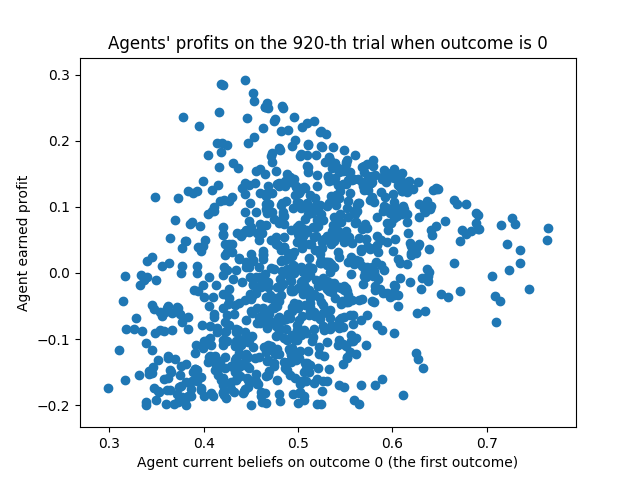 Agents' profits on the 920-th trial when outcome is 0
0.3
0.2
0.1
0.0
−0.1
−0.2
Agent earned profit
0.3 0.4 0.5 0.6 0.7
Agent current beliefs on outcome 0 (the first outcome)